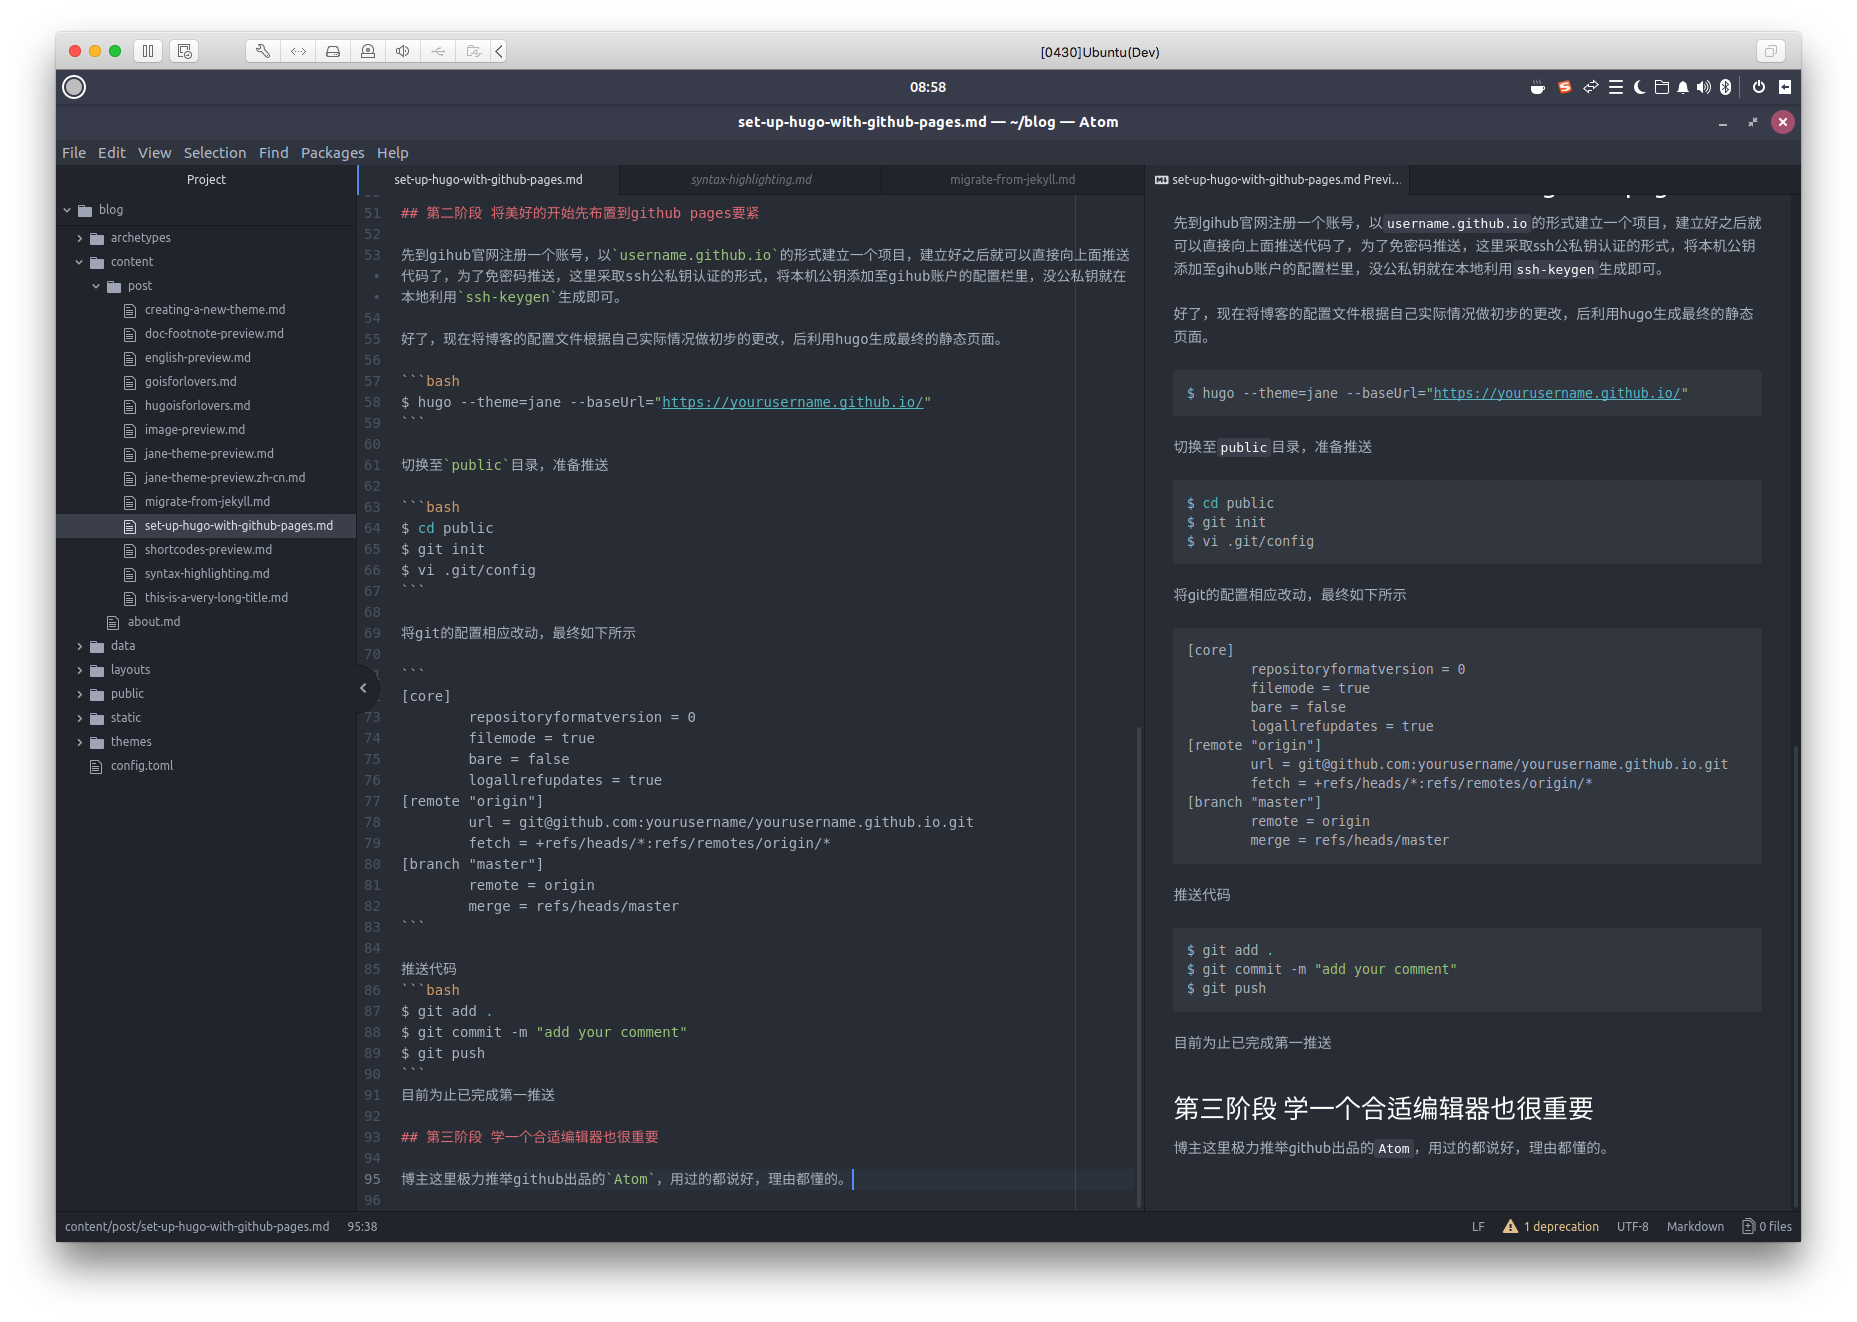 [0430]Ubuntu(Dev)
08:58
set-up-hugo-with-github-pages.md — ~/blog — Atom
File Edit View Selection Find Packages Help
Project
blog
archetypes
content
post
creating-a-new-theme.md
doc-footnote-preview.md
english-preview.md
goisforlovers.md
hugoisforlovers.md
image-preview.md
jane-theme-preview.md
jane-theme-preview.zh-cn.md
migrate-from-jekyll.md
set-up-hugo-with-github-pages.md
shortcodes-preview.md
syntax-highlighting.md
this-is-a-very-long-title.md
about.md
data
layouts
public
static
themes
config.toml
set-up-hugo-with-github-pages.md
syntax-highlighting.md
migrate-from-jekyll.md
51 ## 第二阶段 将美好的开始先布置到github pages要紧
52
53 先到gihub官网注册一个账号，以`username.github.io`的形式建立一个项目，建立好之后就可以直接向上面推送
• 代码了，为了免密码推送，这里采取ssh公私钥认证的形式，将本机公钥添加至gihub账户的配置栏里，没公私钥就在
• 本地利用`ssh-keygen`生成即可。
54
55 好了，现在将博客的配置文件根据自己实际情况做初步的更改，后利用hugo生成最终的静态页面。
56
57 ```bash
58 $ hugo --theme=jane --baseUrl="https://yourusername.github.io/"
59 ```
60
61 切换至`public`目录，准备推送
62
63 ```bash
64 $ cd public
65 $ git init
66 $ vi .git/config
67 ```
68
69 将git的配置相应改动，最终如下所示
70
```
[core]
73 repositoryformatversion = 0
74 filemode = true
75 bare = false
76 logallrefupdates = true
77 [remote "origin"]
78 url = git@github.com:yourusername/yourusername.github.io.git
79 fetch = +refs/heads/*:refs/remotes/origin/*
80 [branch "master"]
81 remote = origin
82 merge = refs/heads/master
83 ```
84
85 推送代码
86 ```bash
87 $ git add .
88 $ git commit -m "add your comment"
89 $ git push
90 ```
91 目前为止已完成第一推送
92
93 ## 第三阶段 学一个合适编辑器也很重要
94
95 博主这里极力推举github出品的`Atom`，用过的都说好，理由都懂的。
96
set-up-hugo-with-github-pages.md Previ...
先到gihub官网注册一个账号，以username.github.io的形式建立一个项目，建立好之后就
可以直接向上面推送代码了，为了免密码推送，这里采取ssh公私钥认证的形式，将本机公钥
添加至gihub账户的配置栏里，没公私钥就在本地利用ssh-keygen生成即可。
好了，现在将博客的配置文件根据自己实际情况做初步的更改，后利用hugo生成最终的静态
页面。
$ hugo --theme=jane --baseUrl="https://yourusername.github.io/"
切换至public目录，准备推送
$ cd public
$ git init
$ vi .git/config
将git的配置相应改动，最终如下所示
[core]
repositoryformatversion = 0
filemode = true
bare = false
logallrefupdates = true
[remote "origin"]
url = git@github.com:yourusername/yourusername.github.io.git
fetch = +refs/heads/*:refs/remotes/origin/*
[branch "master"]
remote = origin
merge = refs/heads/master
推送代码
$ git add .
$ git commit -m "add your comment"
$ git push
目前为止已完成第一推送
第三阶段 学一个合适编辑器也很重要
博主这里极力推举github出品的Atom，用过的都说好，理由都懂的。
content/post/set-up-hugo-with-github-pages.md 95:38
LF 1 deprecation UTF-8 Markdown 0 files